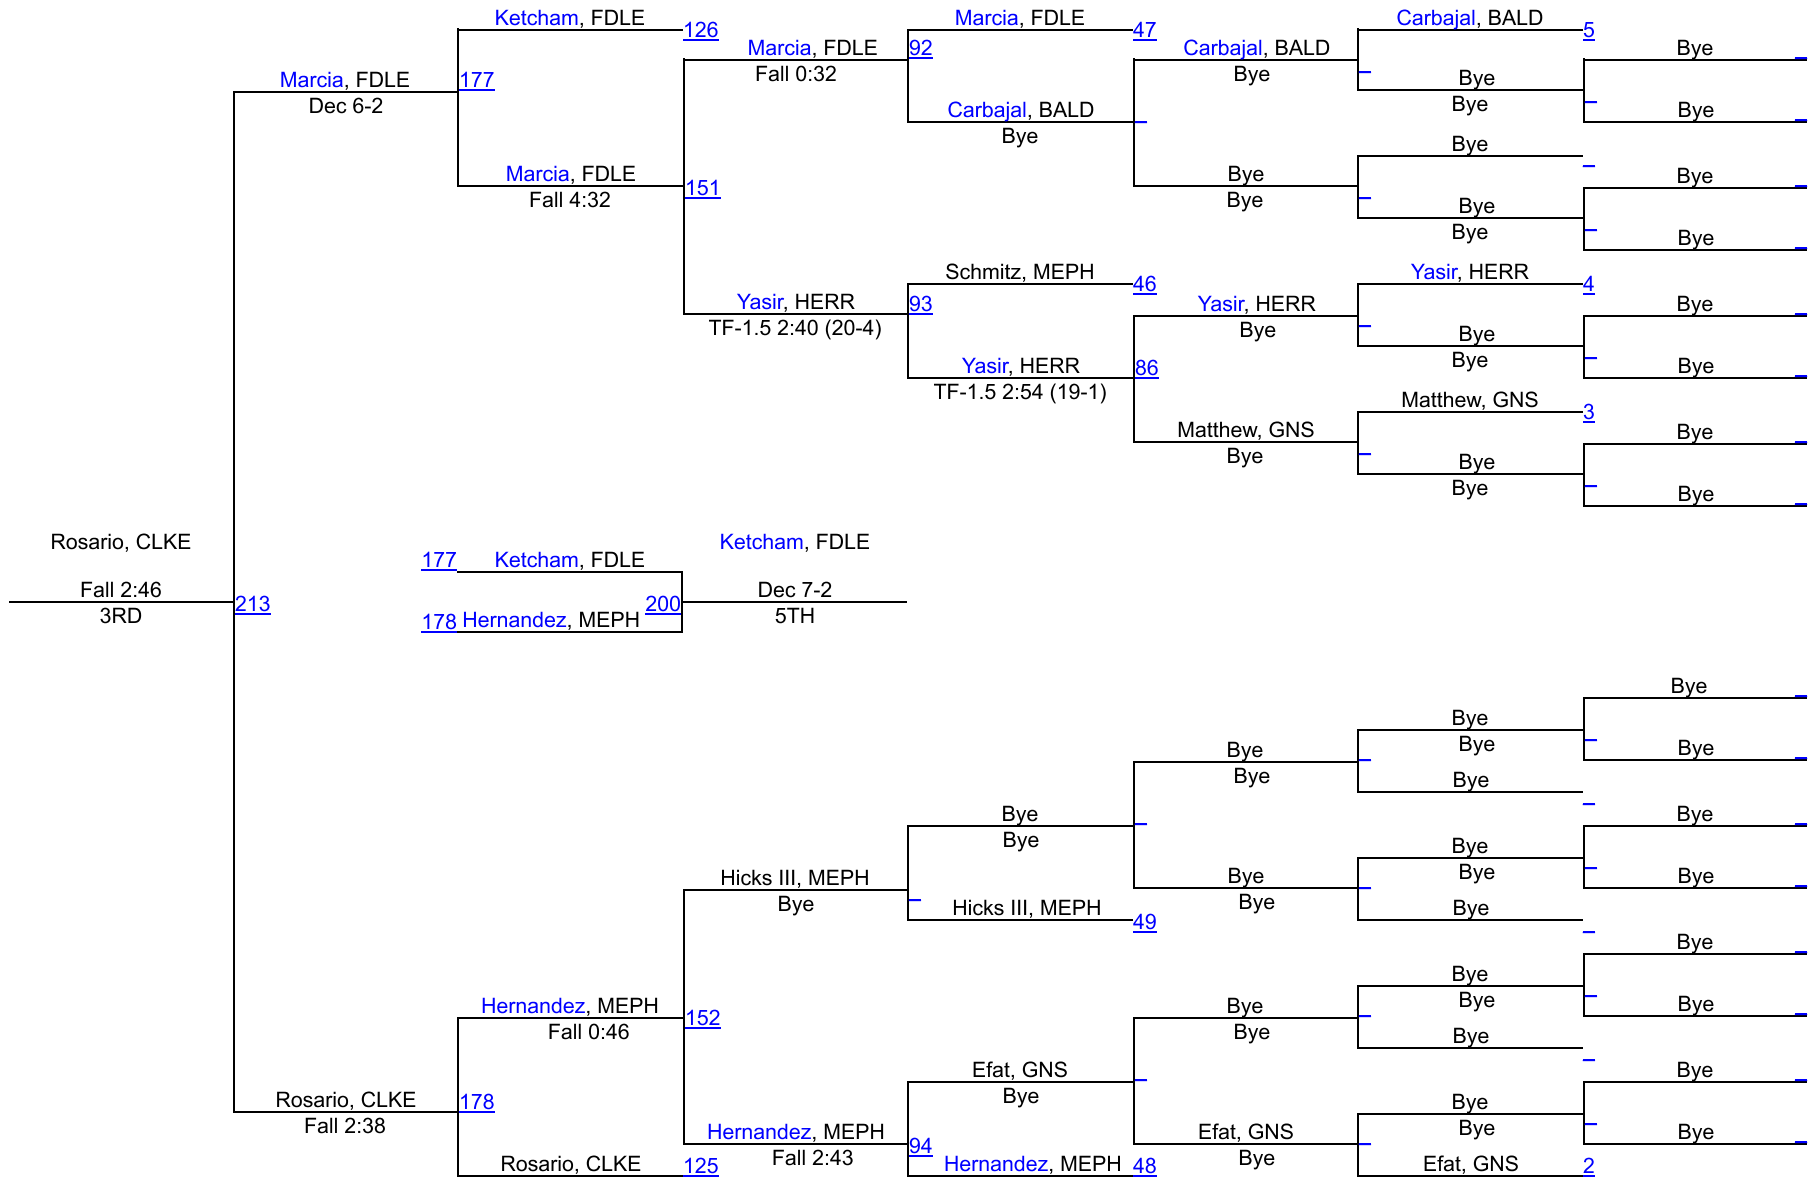 Ketcham, FDLE
126
Marcia, FDLE
47
Carbajal, BALD
5
Marcia, FDLE
Fall 0:32
92
Carbajal, BALD
Bye
Bye
Marcia, FDLE
Dec 6-2
177
Bye
Bye
Carbajal, BALD
Bye
Bye
Bye
Marcia, FDLE
Fall 4:32
151
Bye
Bye
Bye
Bye
Bye
Bye
Schmitz, MEPH
46
Yasir, HERR
4
Yasir, HERR
TF-1.5 2:40 (20-4)
93
Yasir, HERR
Bye
Bye
Bye
Bye
Yasir, HERR
TF-1.5 2:54 (19-1)
86
Bye
Matthew, GNS
3
Matthew, GNS
Bye
Bye
Bye
Bye
Bye
Rosario, CLKE
Fall 2:46
3RD
213
177
Ketcham, FDLE
178
Hernandez, MEPH
200
Ketcham, FDLE
Dec 7-2
5TH
Bye
Bye
Bye
Bye
Bye
Bye
Bye
Bye
Bye
Bye
Bye
Bye
Hicks III, MEPH
Bye
Bye
Bye
Bye
Hicks III, MEPH
49
Bye
Bye
Bye
Bye
Hernandez, MEPH
Fall 0:46
152
Bye
Bye
Bye
Bye
Efat, GNS
Bye
Bye
Rosario, CLKE
Fall 2:38
178
Bye
Bye
Hernandez, MEPH
Fall 2:43
94
Efat, GNS
Bye
Bye
Rosario, CLKE
125
Hernandez, MEPH
48
Efat, GNS
2